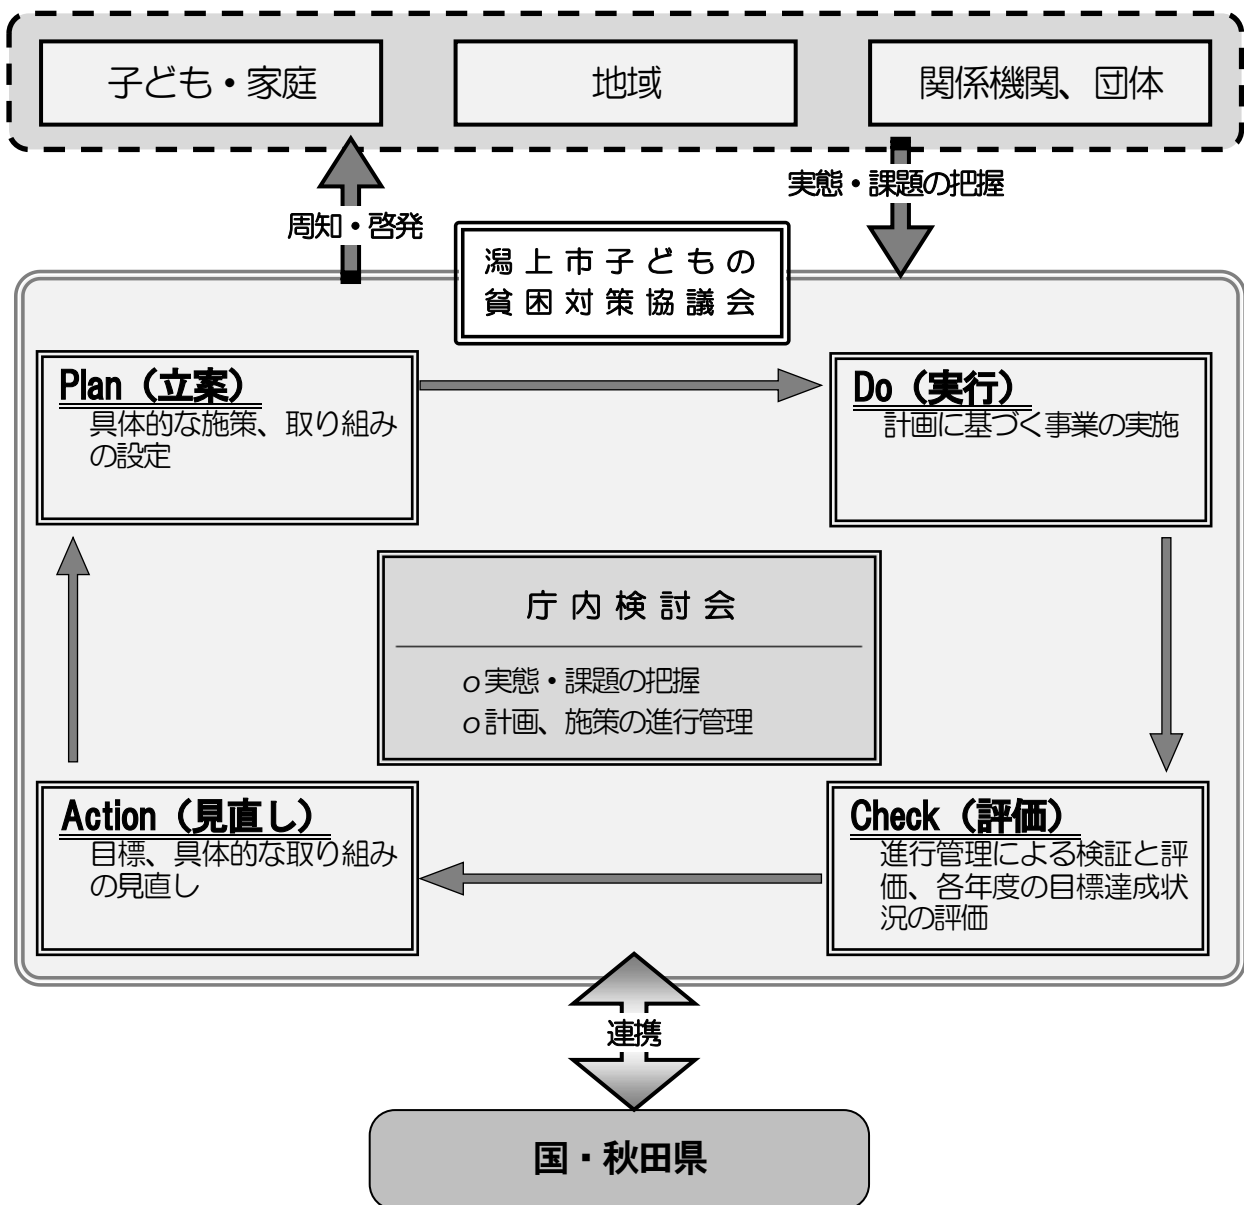 子ども・家庭
地域
関係機関、団体
周知・啓発
実態・課題の把握
潟上市子どもの
貧困対策協議会
Plan（立案）
具体的な施策、取り組み
の設定
Do（実行）
計画に基づく事業の実施
庁内検討会
o実態・課題の把握
o計画、施策の進行管理
Action（見直し）
目標、具体的な取り組み
の見直し
Check（評価）
進行管理による検証と評
価、各年度の目標達成状
況の評価
連携
国・秋田県